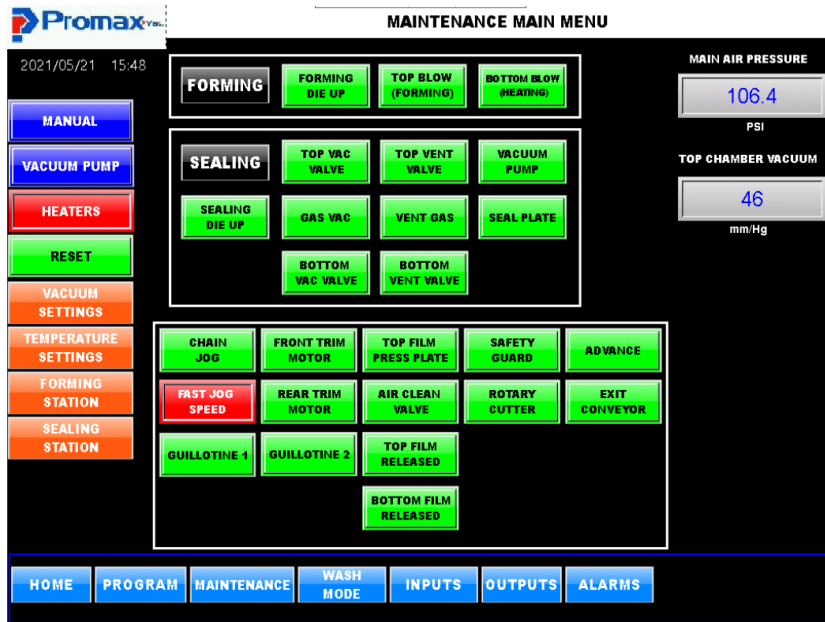 Promax
MAINTENANCE MAIN MENU
2021/05/21 15:48
MANUAL
VACUUM PUMP
HEATERS
RESET
VACUUM
SETTINGS
TEMPERATURE
SETTINGS
FORMING
STATION
SEALING
STATION
FORMING
FORMING
DIE UP
TOP BLOW
(FORMING)
BOTTOM BLOW
(HEATING)
SEALING
TOP VAC
VALVE
TOP VENT
VALVE
VACUUM
PUMP
SEALING
DIE UP
GAS VAC
VENT GAS
SEAL PLATE
BOTTOM
VAC VALVE
BOTTOM
VENT VALVE
MAIN AIR PRESSURE
106.4
PSI
TOP CHAMBER VACUUM
46
mm/Hg
CHAIN
JOG
FRONT TRIM
MOTOR
TOP FILM
PRESS PLATE
SAFETY
GUARD
ADVANCE
FAST JOG
SPEED
REAR TRIM
MOTOR
AIR CLEAN
VALVE
ROTARY
CUTTER
EXIT
CONVEYOR
GUILLOTINE 1
GUILLOTINE 2
TOP FILM
RELEASED
BOTTOM FILM
RELEASED
HOME
PROGRAM
MAINTENANCE
WASH
MODE
INPUTS
OUTPUTS
ALARMS